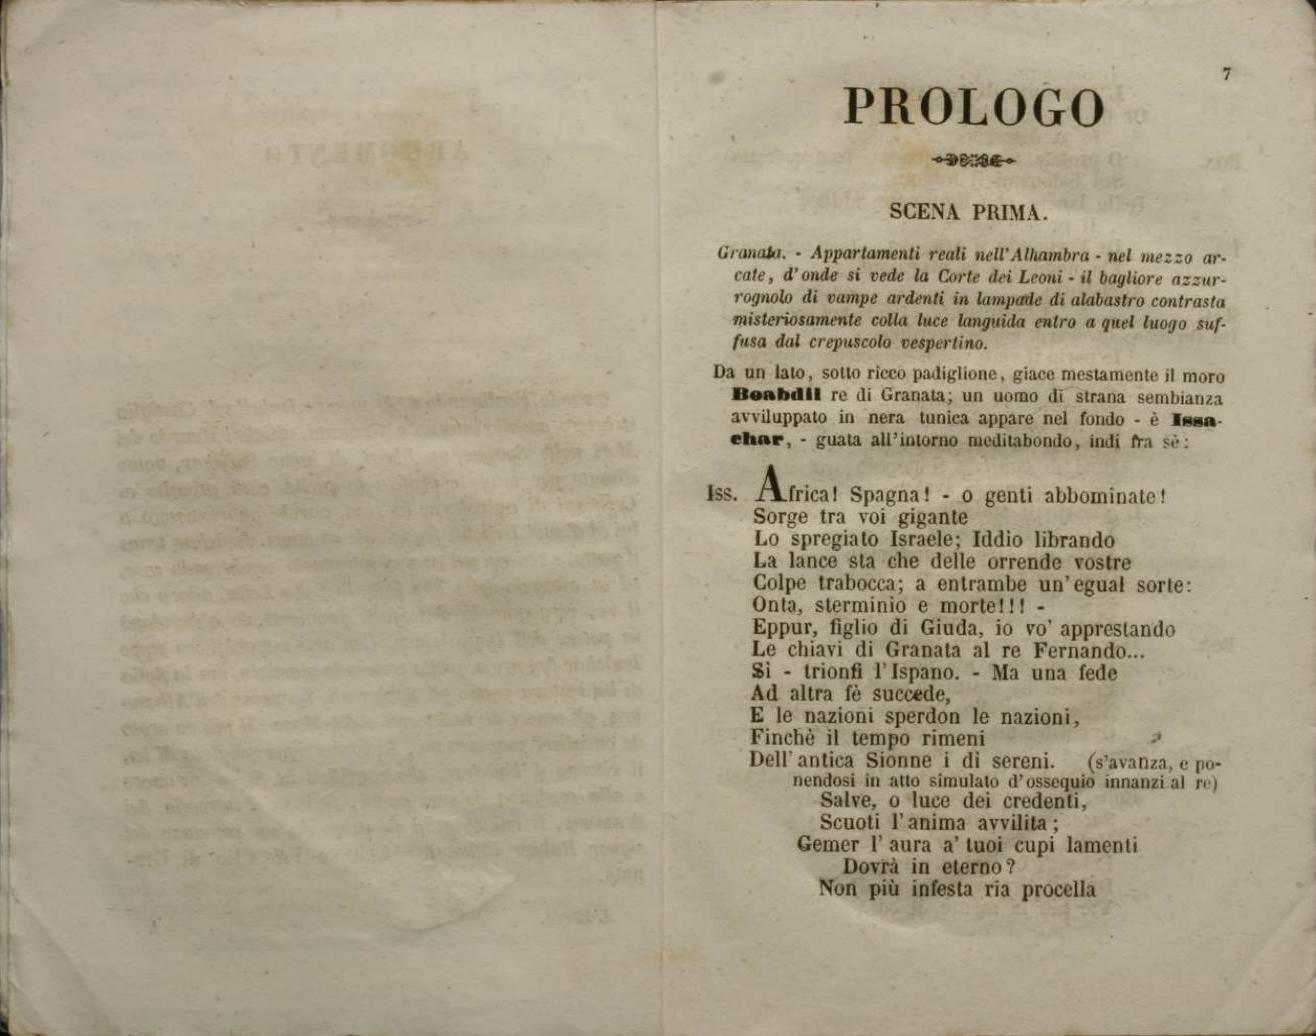 7
PROLOGO
SCENA PRIMA.
Granata. - Appartamenti reali nell'Alhambra - nel mezzo ar-
cate, d'onde si vede la Corte dei Leoni - il bagliore azzur-
rognolo di vampe ardenti in lampade di alabastro contrasta
misteriosamente colla luce languida entro a quel luogo suf-
fusa dal crepuscolo vespertino.
Da un lato, sotto ricco padiglione, giace mestamente il moro
Boabdil re di Granata; un uomo di strana sembianza
avviluppato in nera tunica appare nel fondo - è Issa-
char, - guata all'intorno meditabondo, indi fra sè:
Iss. Africa! Spagna! - o genti abbominate!
Sorge tra voi gigante
Lo spregiato Israele; Iddio librando
La lance sta che delle orrende vostre
Colpe trabocca; a entrambe un'egual sorte:
Onta, sterminio e morte!!! -
Eppur, figlio di Giuda, io vo' apprestando
Le chiavi di Granata al re Fernando...
Sì - trionfi l'Ispano. - Ma una fede
Ad altra fè succede,
E le nazioni sperdon le nazioni,
Finchè il tempo rimeni
Dell'antica Sionne i dì sereni. (s'avanza, e po-
nendosi in atto simulato d'ossequio innanzi al re)
Salve, o luce dei credenti,
Scuoti l'anima avvilita;
Gemer l'aura a' tuoi cupi lamenti
Dovrà in eterno?
Non più infesta ria procella